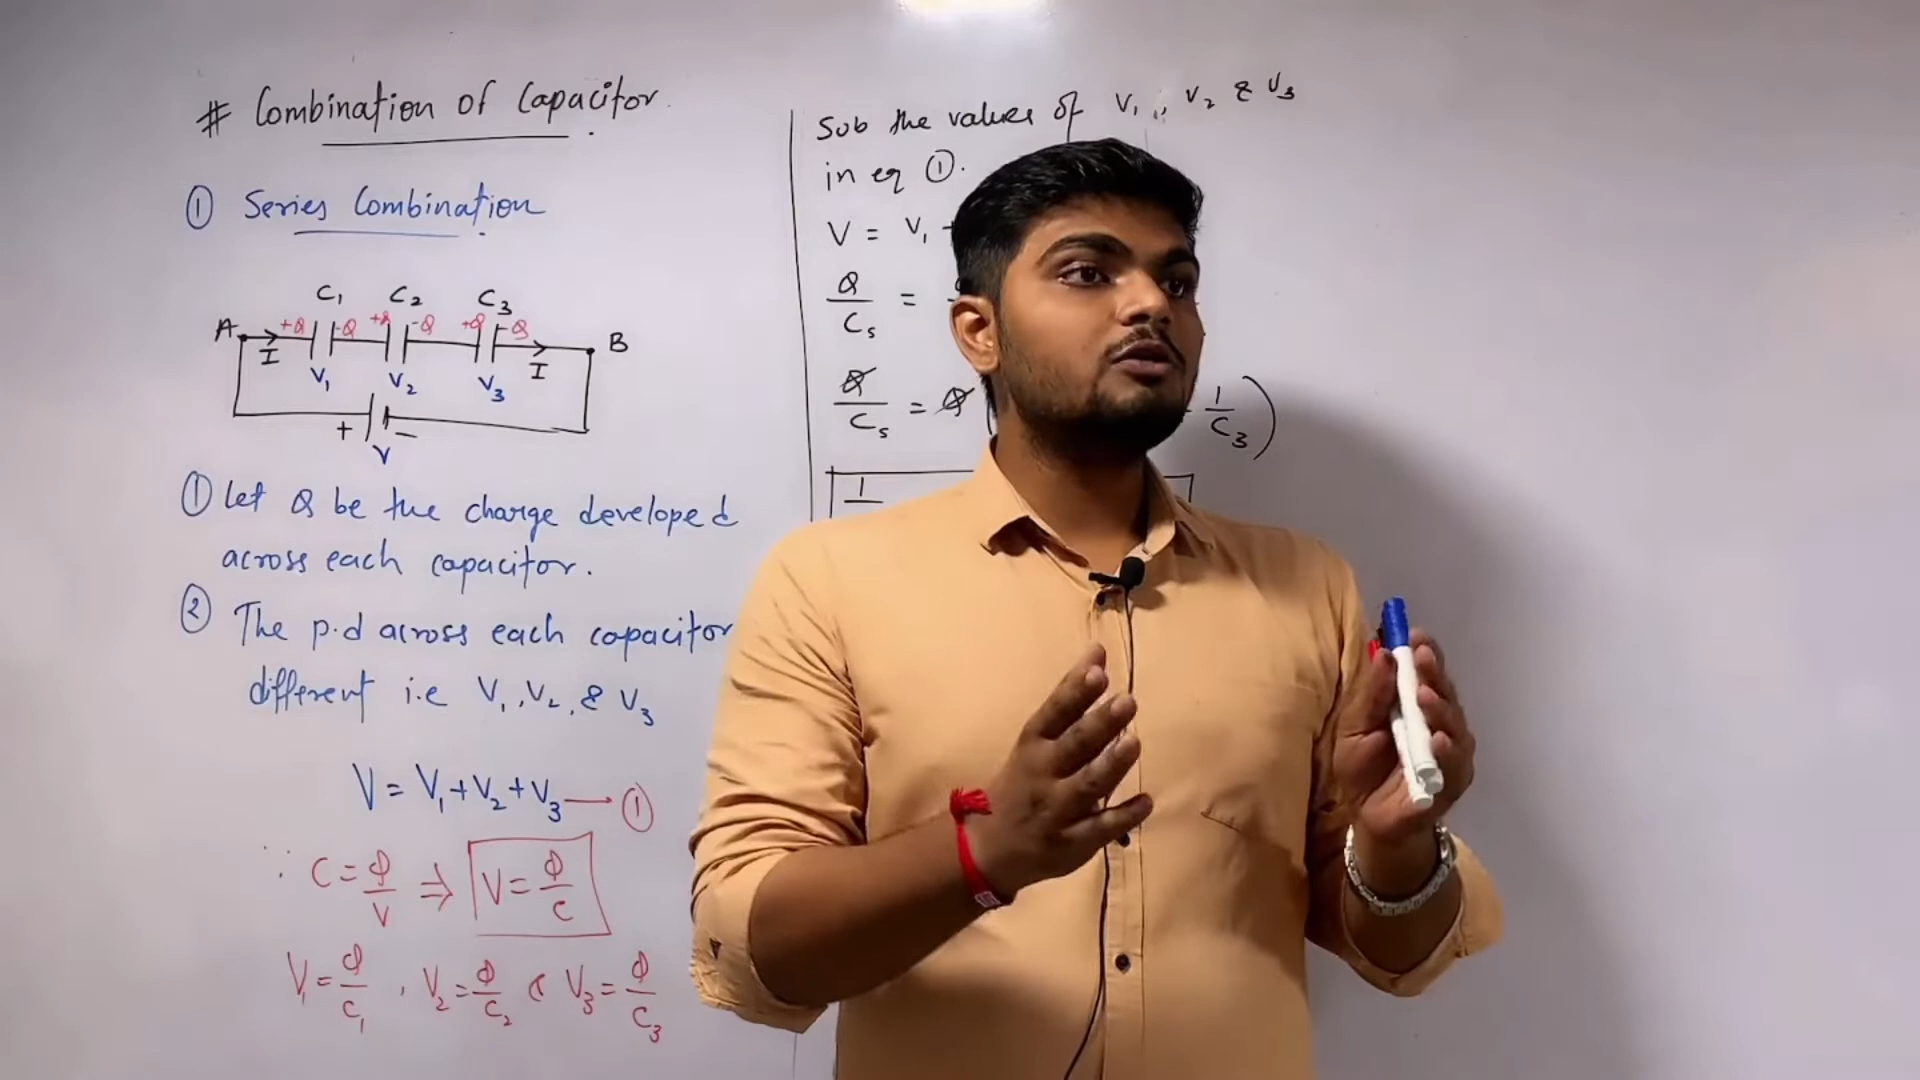 # Combination of Capacitor
① Series Combination
C₁ C₂ C₃
A +Q -Q +Q -Q +Q -Q B
I V₁ V₂ V₃ I
+ -
V
① Let Q be the charge developed
across each capacitor.
② The p.d across each capacitor
different i.e V₁, V₂, & V₃
V = V₁ + V₂ + V₃ → ①
∵ C = Q/V ⇒ V = Q/C
V₁ = Q/C₁ , V₂ = Q/C₂ & V₃ = Q/C₃
Sub the values of V₁, V₂ & V₃
in eq ①.
V = V₁ +
Q/Cₛ =
Q/Cₛ = Q ( 1/C₃ )
1